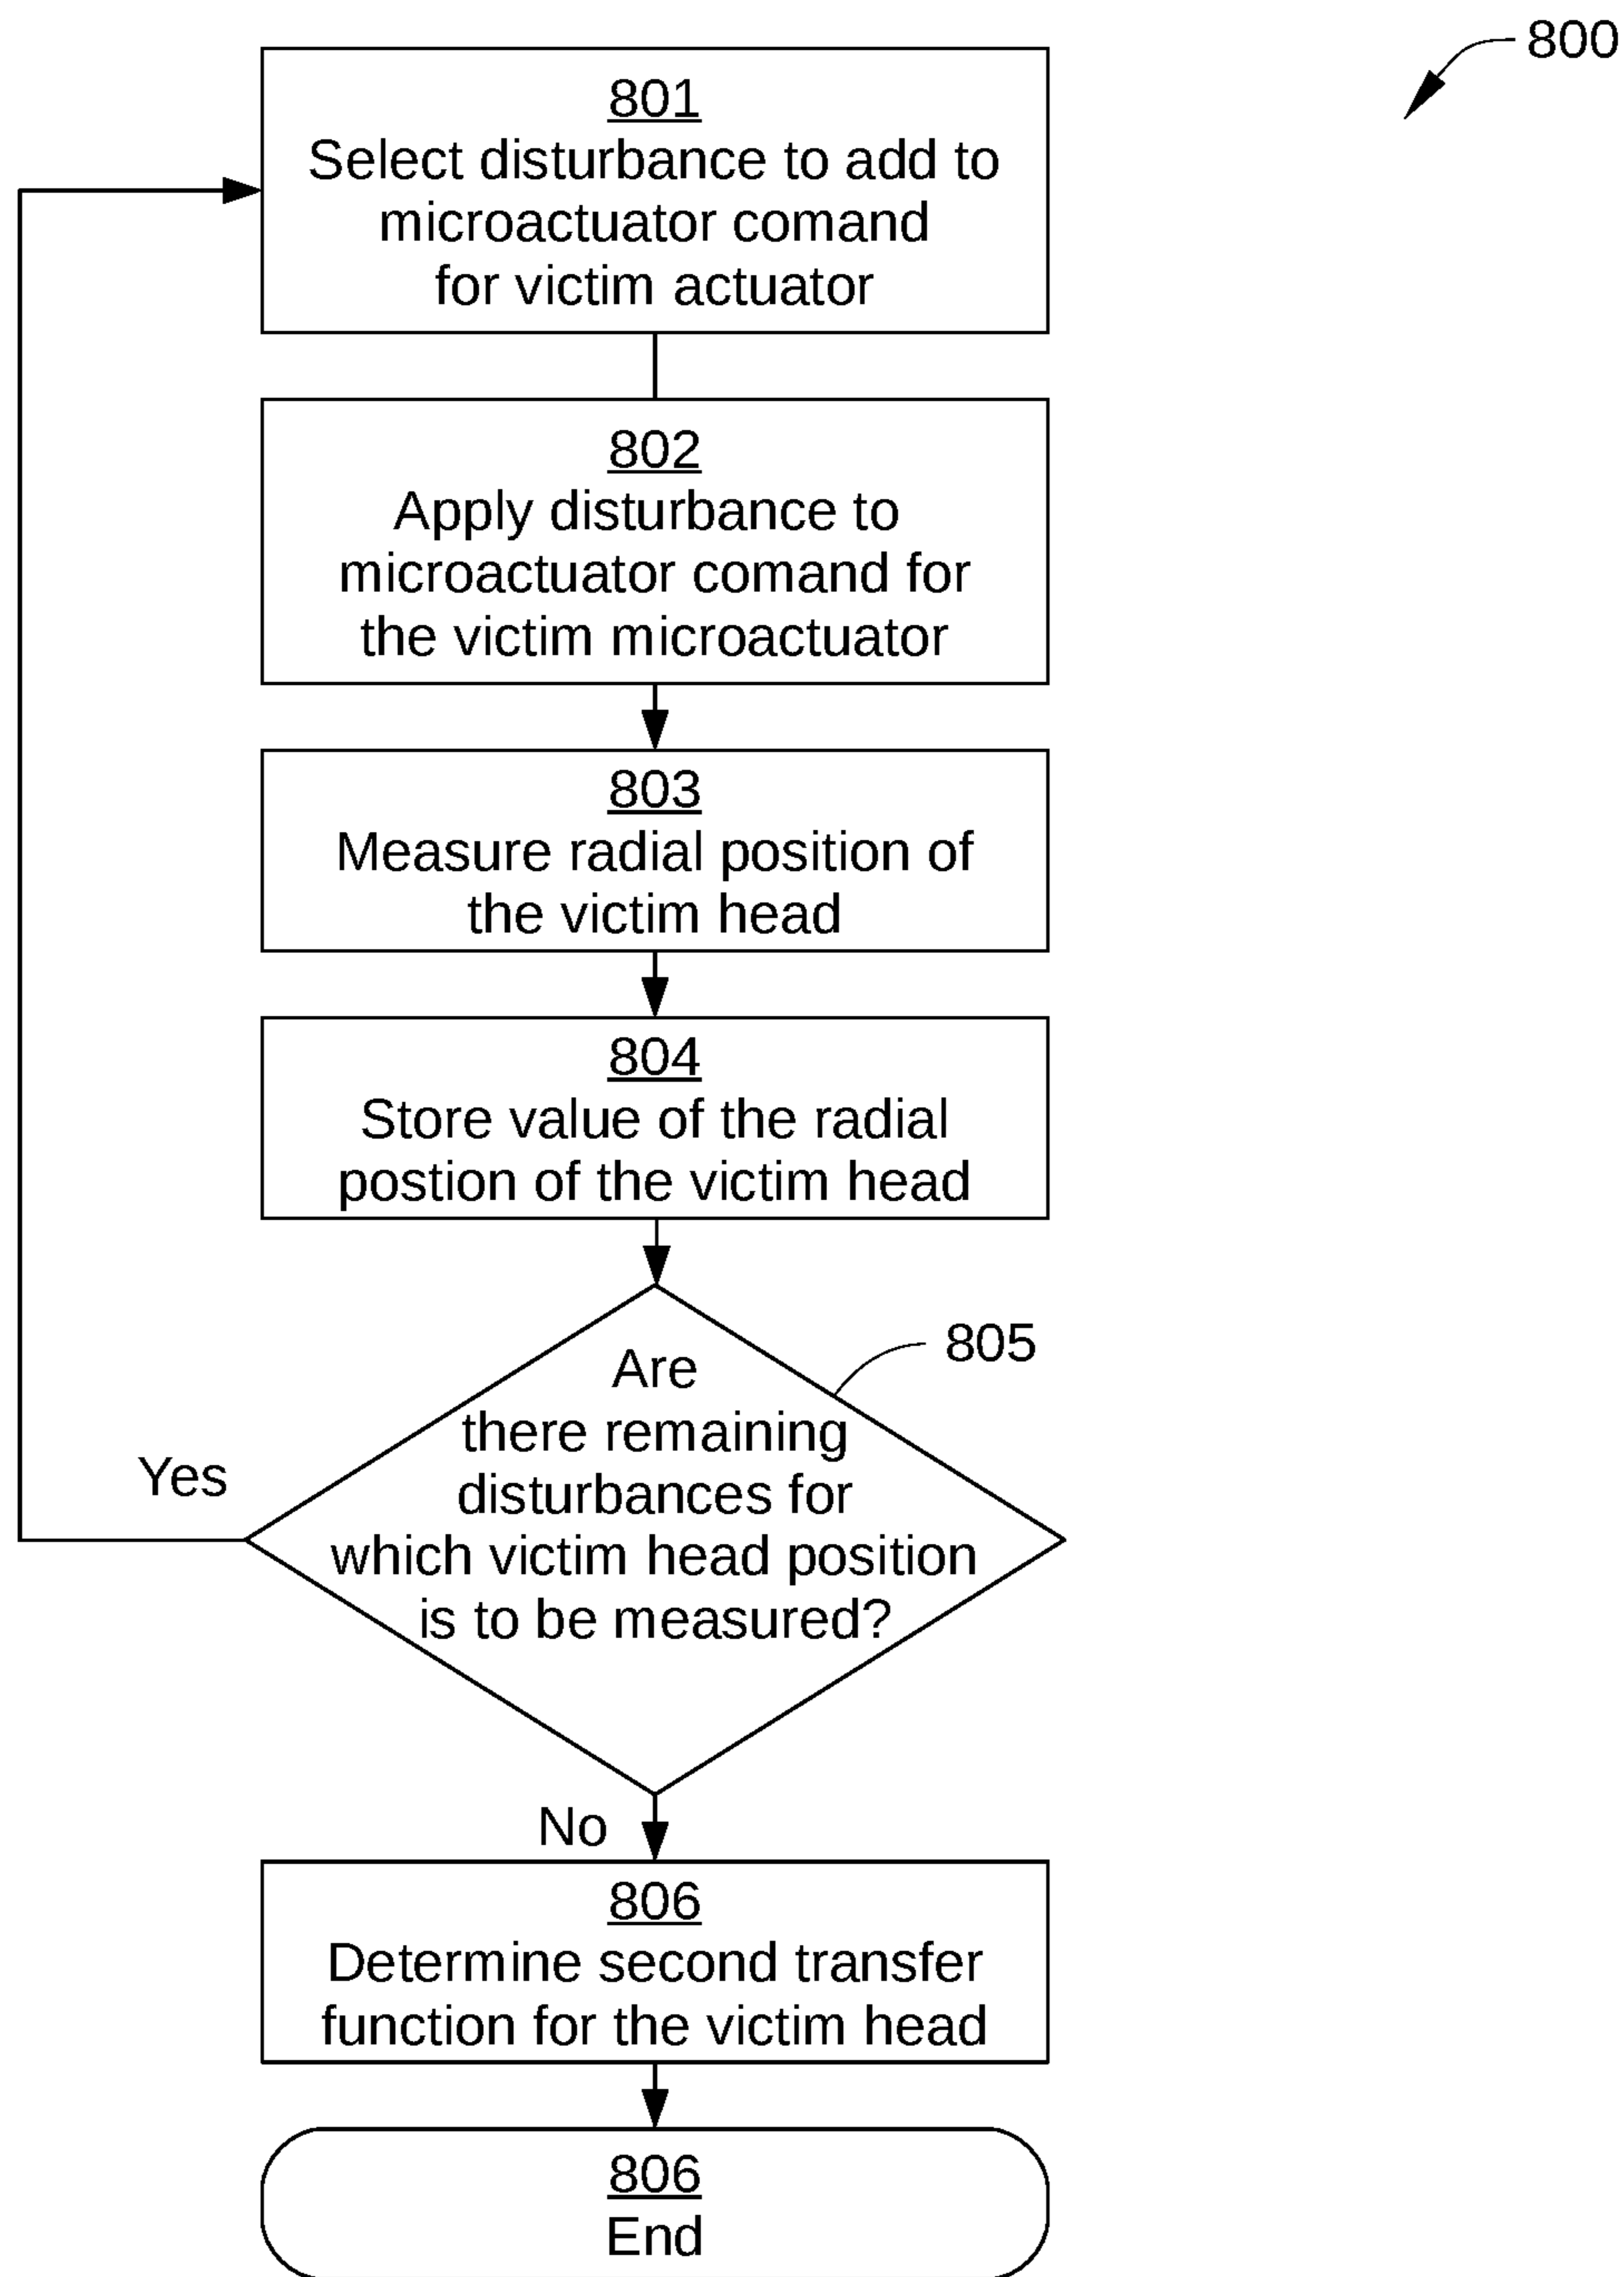 800
801
Select disturbance to add to
microactuator comand
for victim actuator
802
Apply disturbance to
microactuator comand for
the victim microactuator
803
Measure radial position of
the victim head
804
Store value of the radial
postion of the victim head
805
Are
there remaining
disturbances for
which victim head position
is to be measured?
Yes
No
806
Determine second transfer
function for the victim head
806
End